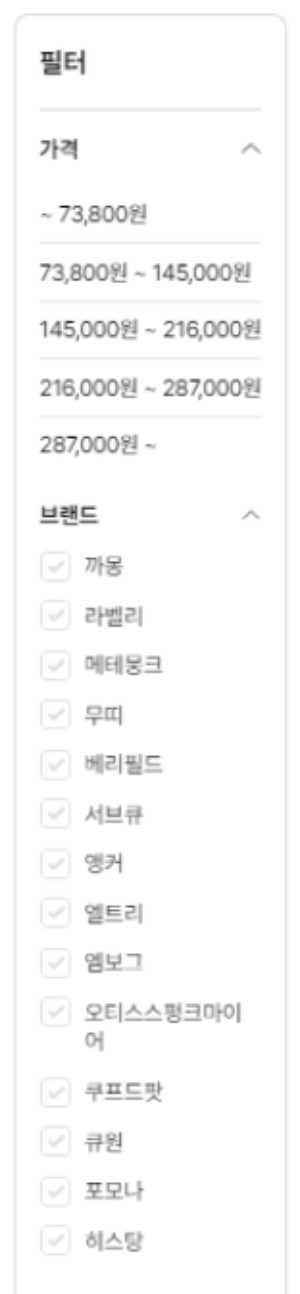 필터
가격
~ 73,800원
73,800원 ~ 145,000원
145,000원 ~ 216,000원
216,000원 ~ 287,000원
287,000원 ~
브랜드
까몽
라벨리
메테뭉크
무띠
베리필드
서브큐
앵커
엘트리
엠보그
오티스스펑크마이
어
쿠프드팟
큐원
포모나
히스탕